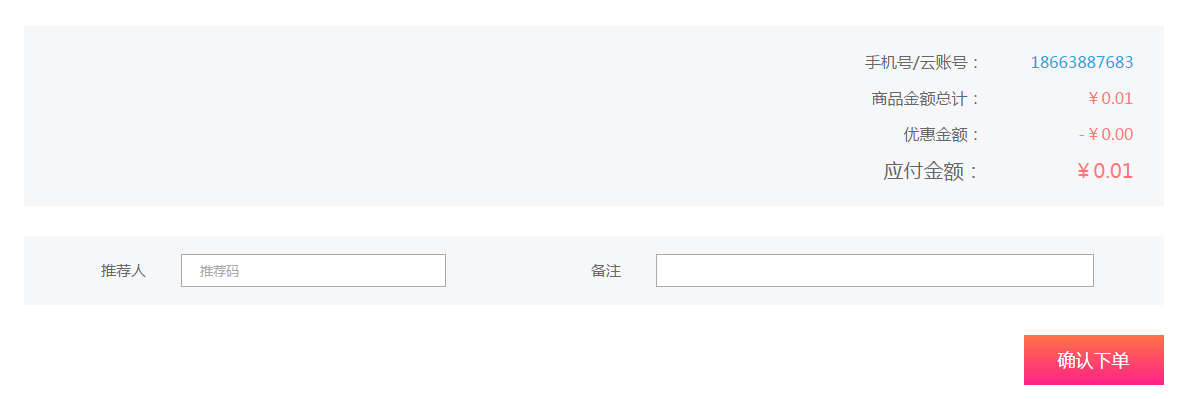 手机号/云账号： 18663887683
商品金额总计： ￥0.01
优惠金额： -￥0.00
应付金额： ￥0.01
推荐人 推荐码 备注
确认下单